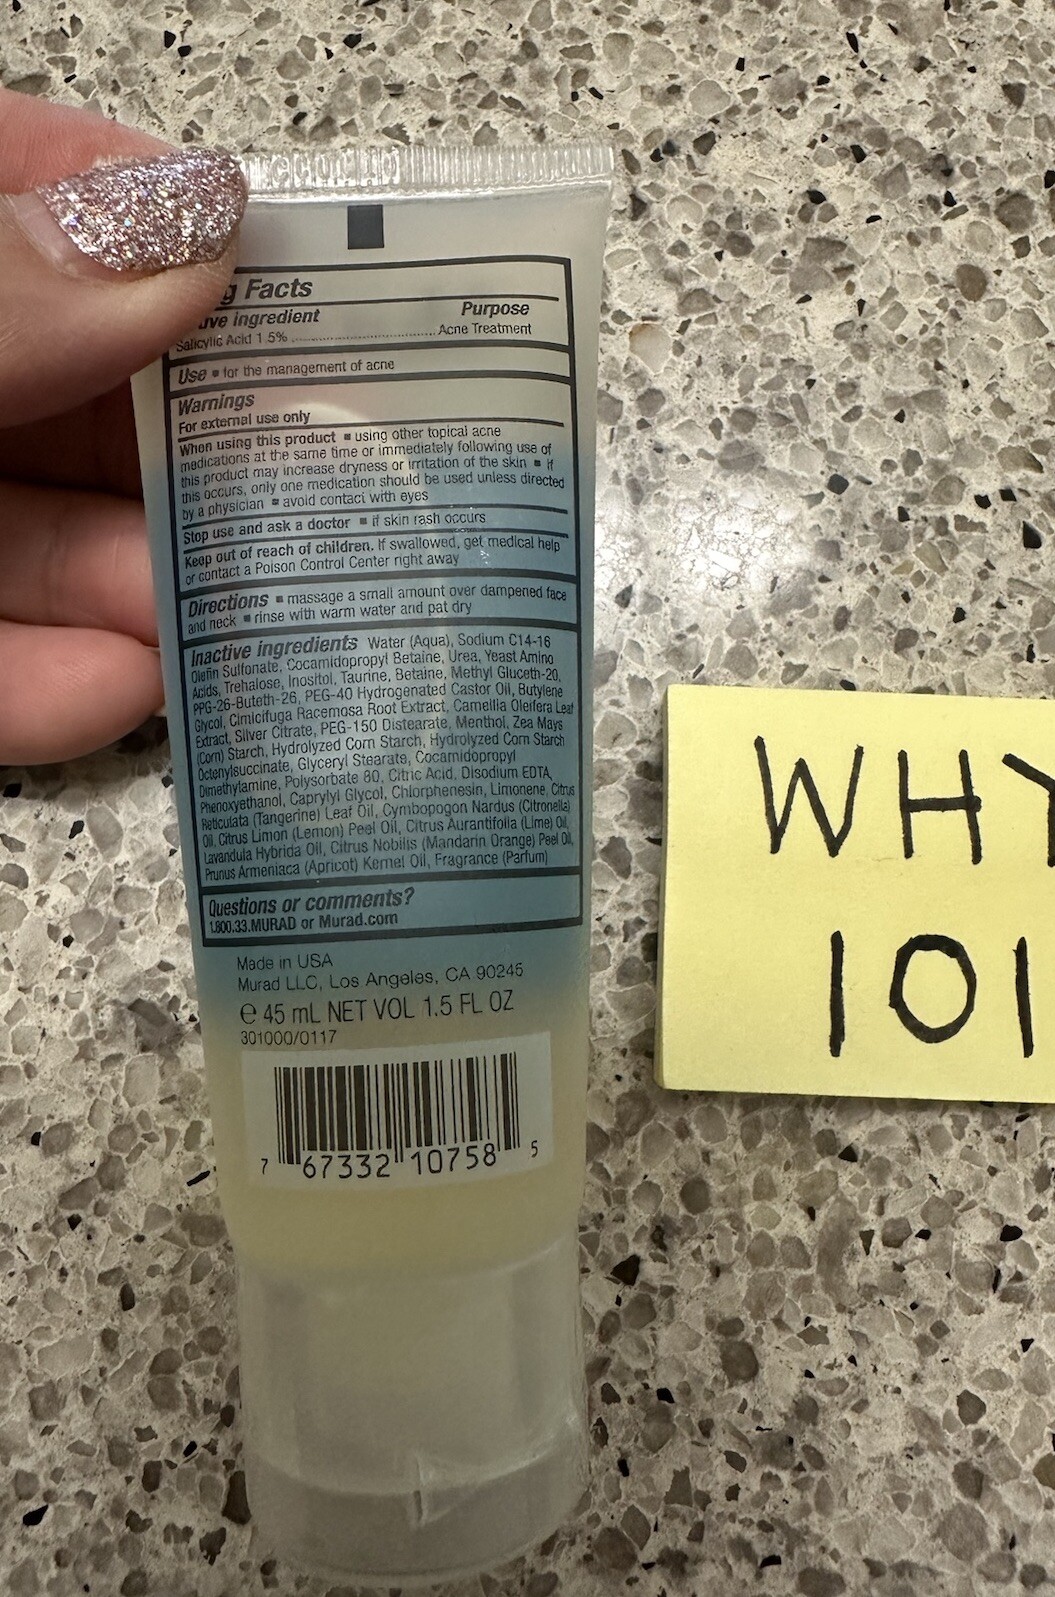 g Facts
ive ingredient Purpose
Salicylic Acid 1.5% Acne Treatment
Use ▪ for the management of acne
Warnings
For external use only
When using this product ▪ using other topical acne
medications at the same time or immediately following use of
this product may increase dryness or irritation of the skin ▪ if
this occurs, only one medication should be used unless directed
by a physician ▪ avoid contact with eyes
Stop use and ask a doctor ▪ if skin rash occurs
Keep out of reach of children. If swallowed, get medical help
or contact a Poison Control Center right away
Directions ▪ massage a small amount over dampened face
and neck ▪ rinse with warm water and pat dry
Inactive ingredients Water (Aqua), Sodium C14-16
Olefin Sulfonate, Cocamidopropyl Betaine, Urea, Yeast Amino
Acids, Trehalose, Inositol, Taurine, Betaine, Methyl Gluceth-20,
PPG-26-Buteth-26, PEG-40 Hydrogenated Castor Oil, Butylene
Glycol, Cimicifuga Racemosa Root Extract, Camellia Oleifera Leaf
Extract, Silver Citrate, PEG-150 Distearate, Menthol, Zea Mays
(Corn) Starch, Hydrolyzed Corn Starch, Hydrolyzed Corn Starch
Octenylsuccinate, Glyceryl Stearate, Cocamidopropyl
Dimethylamine, Polysorbate 80, Citric Acid, Disodium EDTA,
Phenoxyethanol, Caprylyl Glycol, Chlorphenesin, Limonene, Citrus
Reticulata (Tangerine) Leaf Oil, Cymbopogon Nardus (Citronella)
Oil, Citrus Limon (Lemon) Peel Oil, Citrus Aurantifolia (Lime) Oil,
Lavandula Hybrida Oil, Citrus Nobilis (Mandarin Orange) Peel Oil,
Prunus Armeniaca (Apricot) Kernel Oil, Fragrance (Parfum)
Questions or comments?
1.800.33.MURAD or Murad.com
Made in USA
Murad LLC, Los Angeles, CA 90245
℮ 45 mL NET VOL 1.5 FL OZ
301000/0117
7 67332 10758 5
WHY
101